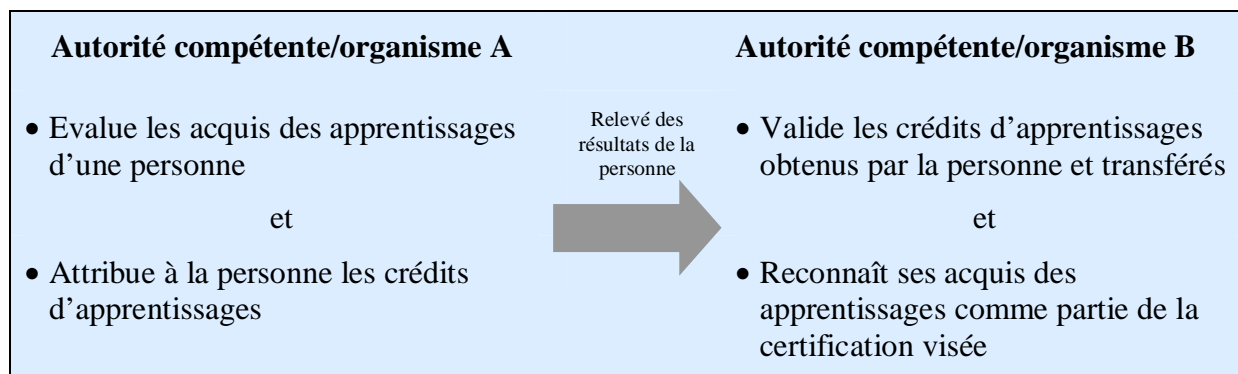 Autorité compétente/organisme A
• Evalue les acquis des apprentissages
d’une personne
et
• Attribue à la personne les crédits
d’apprentissages
Relevé des
résultats de la
personne
Autorité compétente/organisme B
• Valide les crédits d’apprentissages
obtenus par la personne et transférés
et
• Reconnaît ses acquis des
apprentissages comme partie de la
certification visée